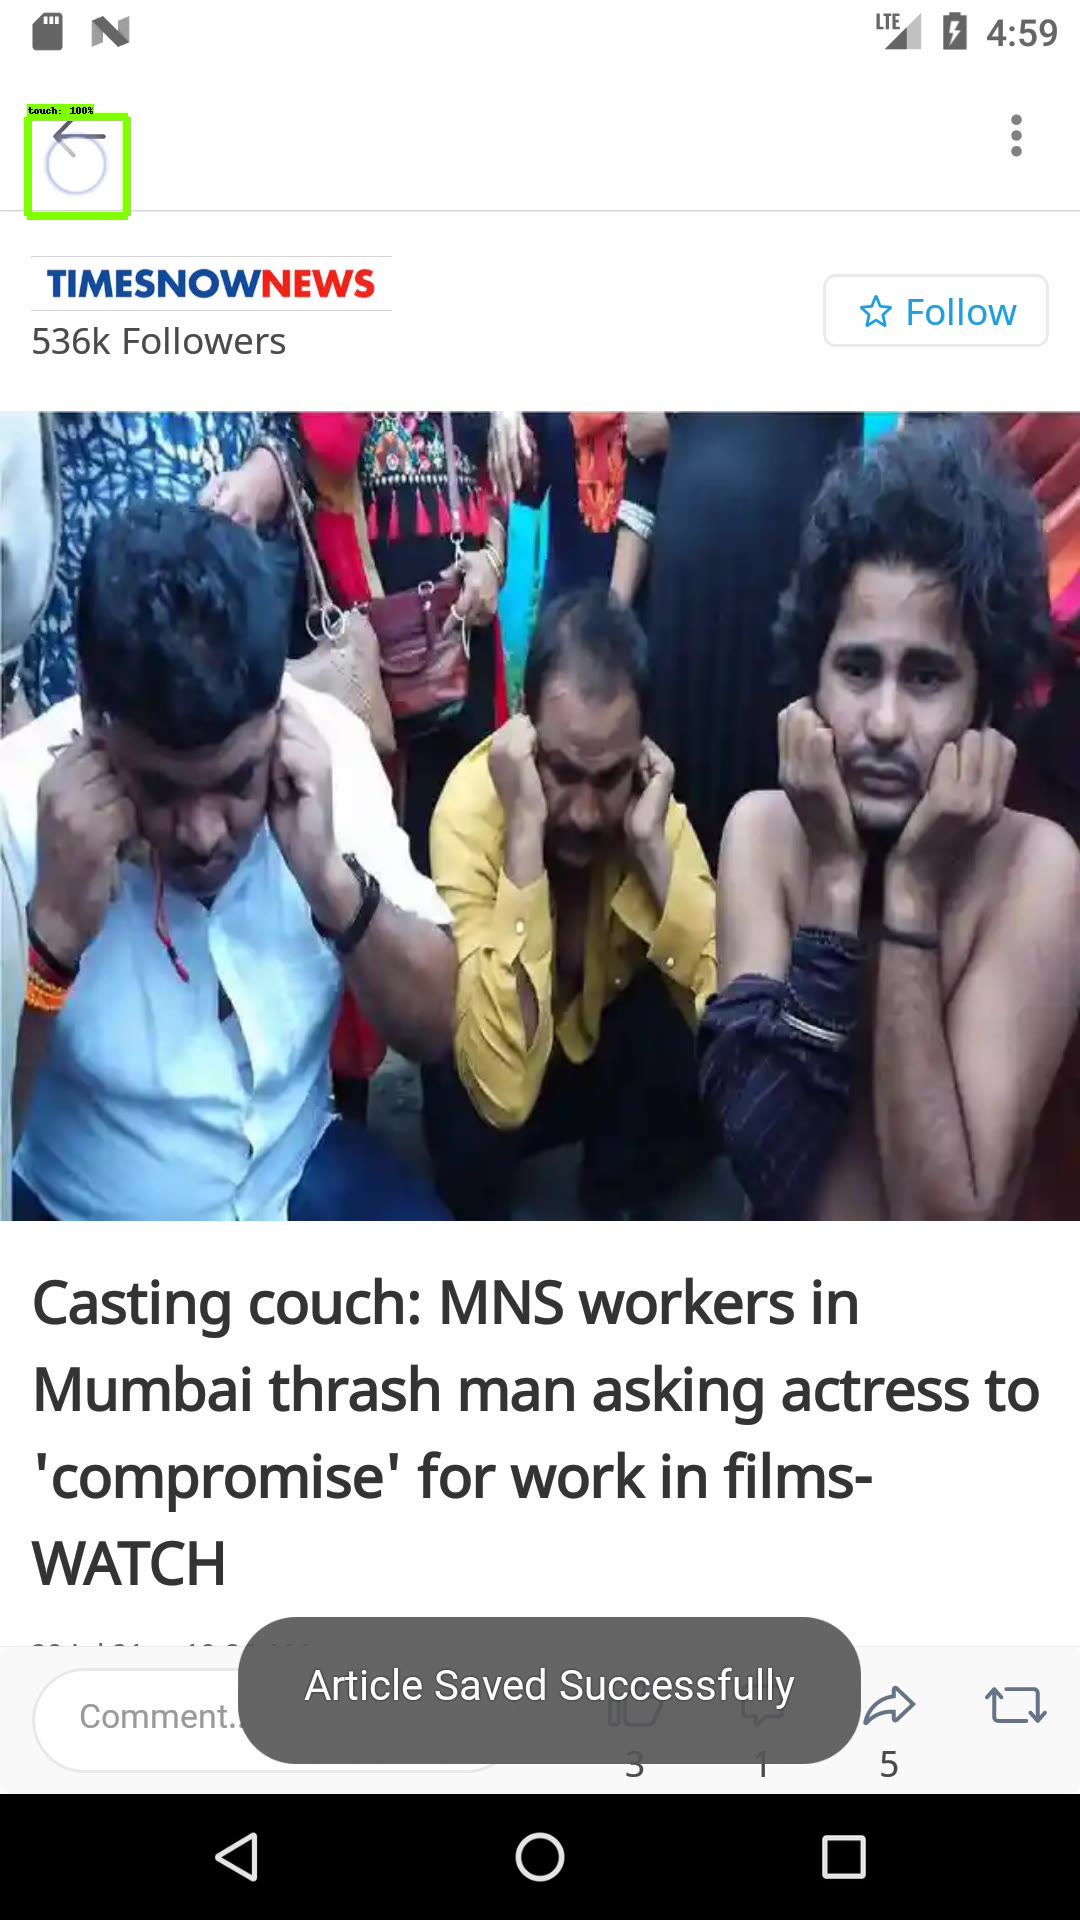 LTE 4:59
touch: 100%
TIMESNOWNEWS
536k Followers
Follow
Casting couch: MNS workers in
Mumbai thrash man asking actress to
'compromise' for work in films-
WATCH
Article Saved Successfully
Comment..
3 1 5